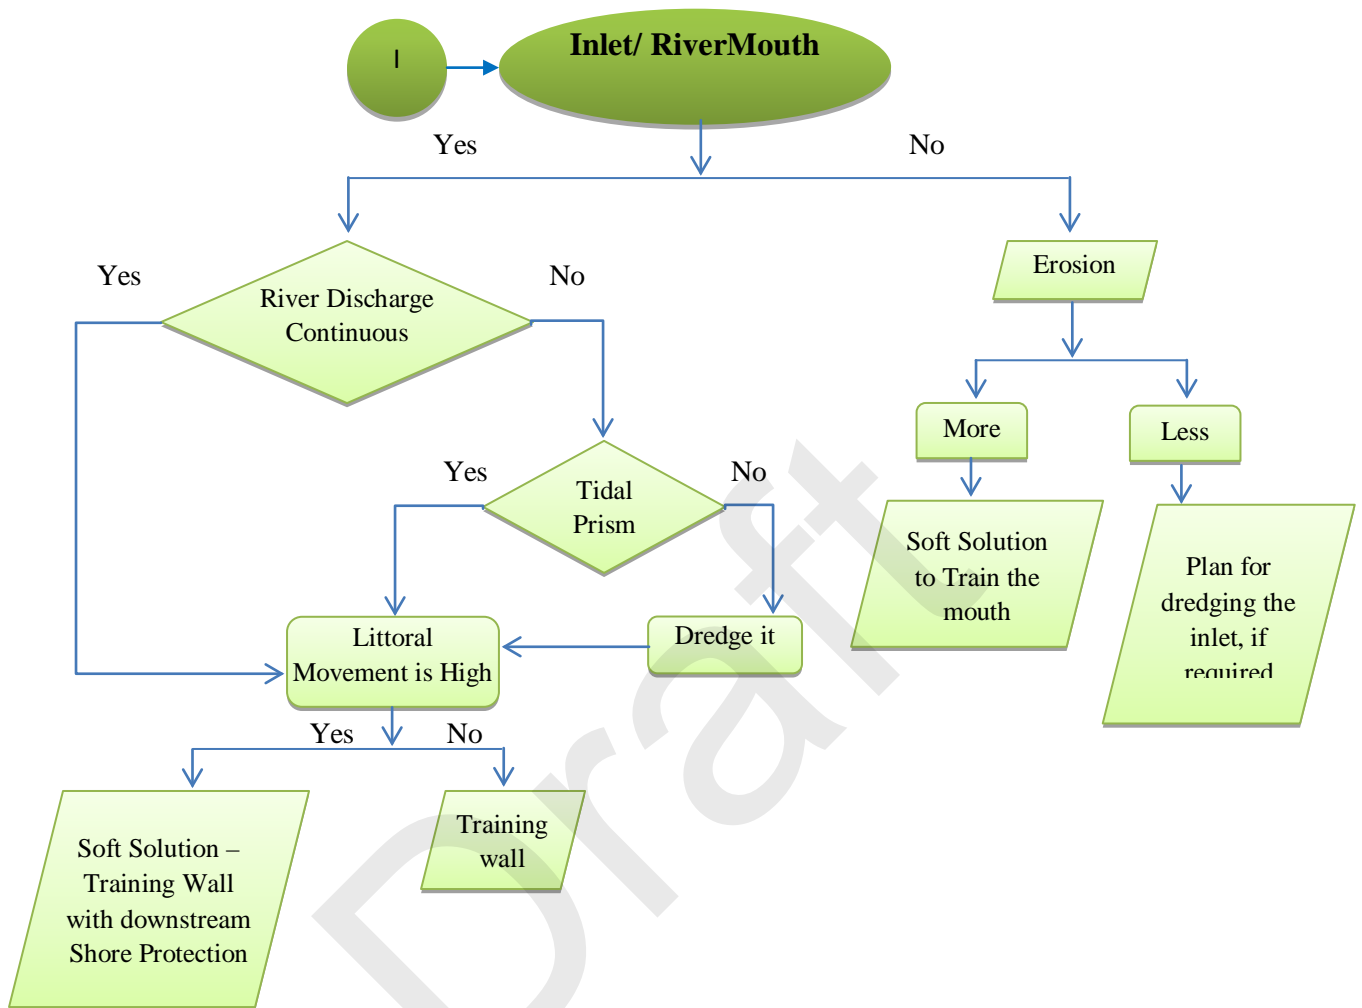 I
Inlet/ RiverMouth
Yes
No
Yes
No
River Discharge
Continuous
Erosion
More
Less
Yes
No
Tidal
Prism
Soft Solution
to Train the
mouth
Plan for
dredging the
inlet, if
required
Littoral
Movement is High
Dredge it
Yes
No
Soft Solution –
Training Wall
with downstream
Shore Protection
Training
wall
Draft